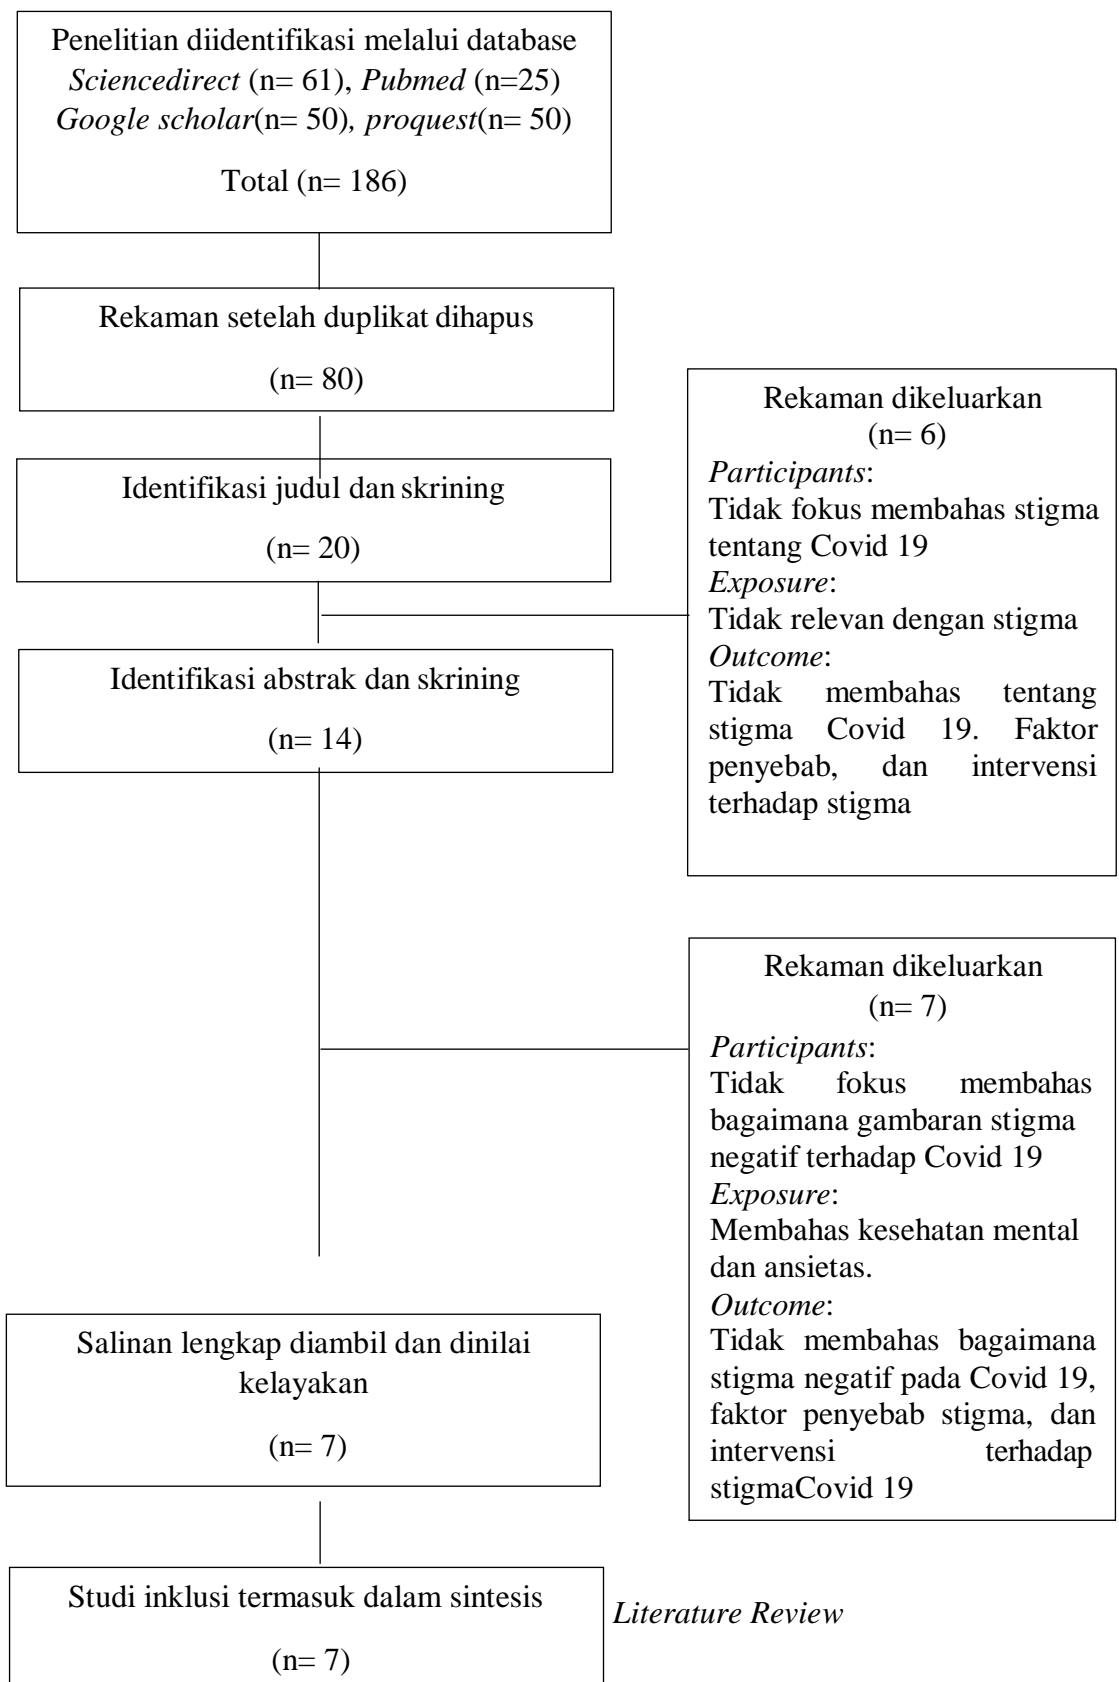 Penelitian diidentifikasi melalui database
Sciencedirect (n= 61), Pubmed (n=25)
Google scholar(n= 50), proquest(n= 50)
Total (n= 186)
Rekaman setelah duplikat dihapus
(n= 80)
Identifikasi judul dan skrining
(n= 20)
Rekaman dikeluarkan
(n= 6)
Participants:
Tidak fokus membahas stigma
tentang Covid 19
Exposure:
Tidak relevan dengan stigma
Outcome:
Tidak membahas tentang
stigma Covid 19. Faktor
penyebab, dan intervensi
terhadap stigma
Identifikasi abstrak dan skrining
(n= 14)
Rekaman dikeluarkan
(n= 7)
Participants:
Tidak fokus membahas
bagaimana gambaran stigma
negatif terhadap Covid 19
Exposure:
Membahas kesehatan mental
dan ansietas.
Outcome:
Tidak membahas bagaimana
stigma negatif pada Covid 19,
faktor penyebab stigma, dan
intervensi terhadap
stigmaCovid 19
Salinan lengkap diambil dan dinilai
kelayakan
(n= 7)
Studi inklusi termasuk dalam sintesis
(n= 7)
Literature Review